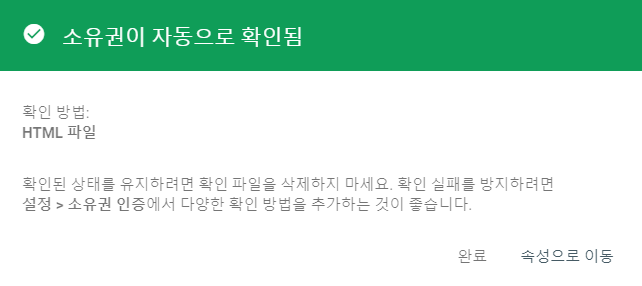 소유권이 자동으로 확인됨
확인 방법:
HTML 파일
확인된 상태를 유지하려면 확인 파일을 삭제하지 마세요. 확인 실패를 방지하려면
설정 > 소유권 인증에서 다양한 확인 방법을 추가하는 것이 좋습니다.
완료 속성으로 이동